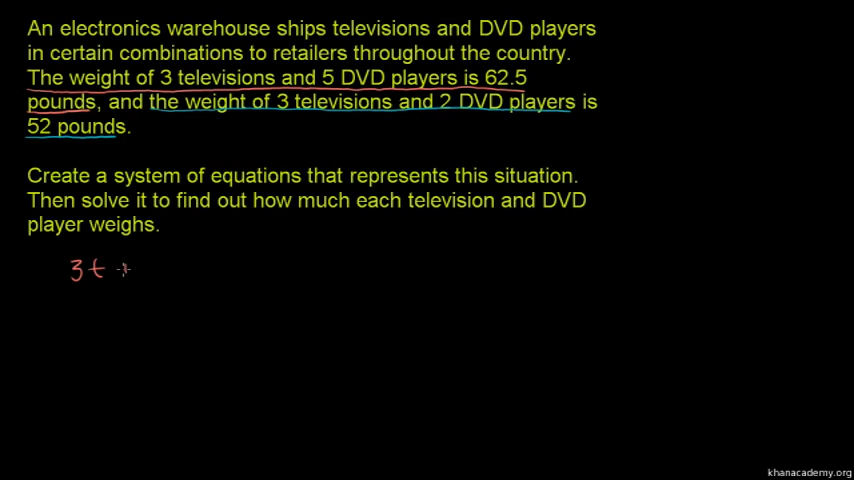 An electronics warehouse ships televisions and DVD players
in certain combinations to retailers throughout the country.
The weight of 3 televisions and 5 DVD players is 62.5
pounds, and the weight of 3 televisions and 2 DVD players is
52 pounds.
Create a system of equations that represents this situation.
Then solve it to find out how much each television and DVD
player weighs.
3t +
khanacademy.org